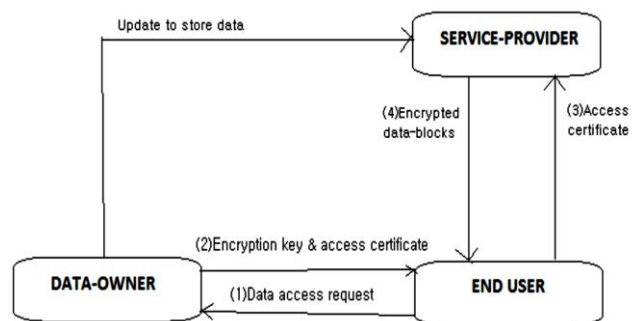 Update to store data
SERVICE-PROVIDER
(4)Encrypted
data-blocks
(3)Access
certificate
(2)Encryption key & access certificate
DATA-OWNER
(1)Data access request
END USER